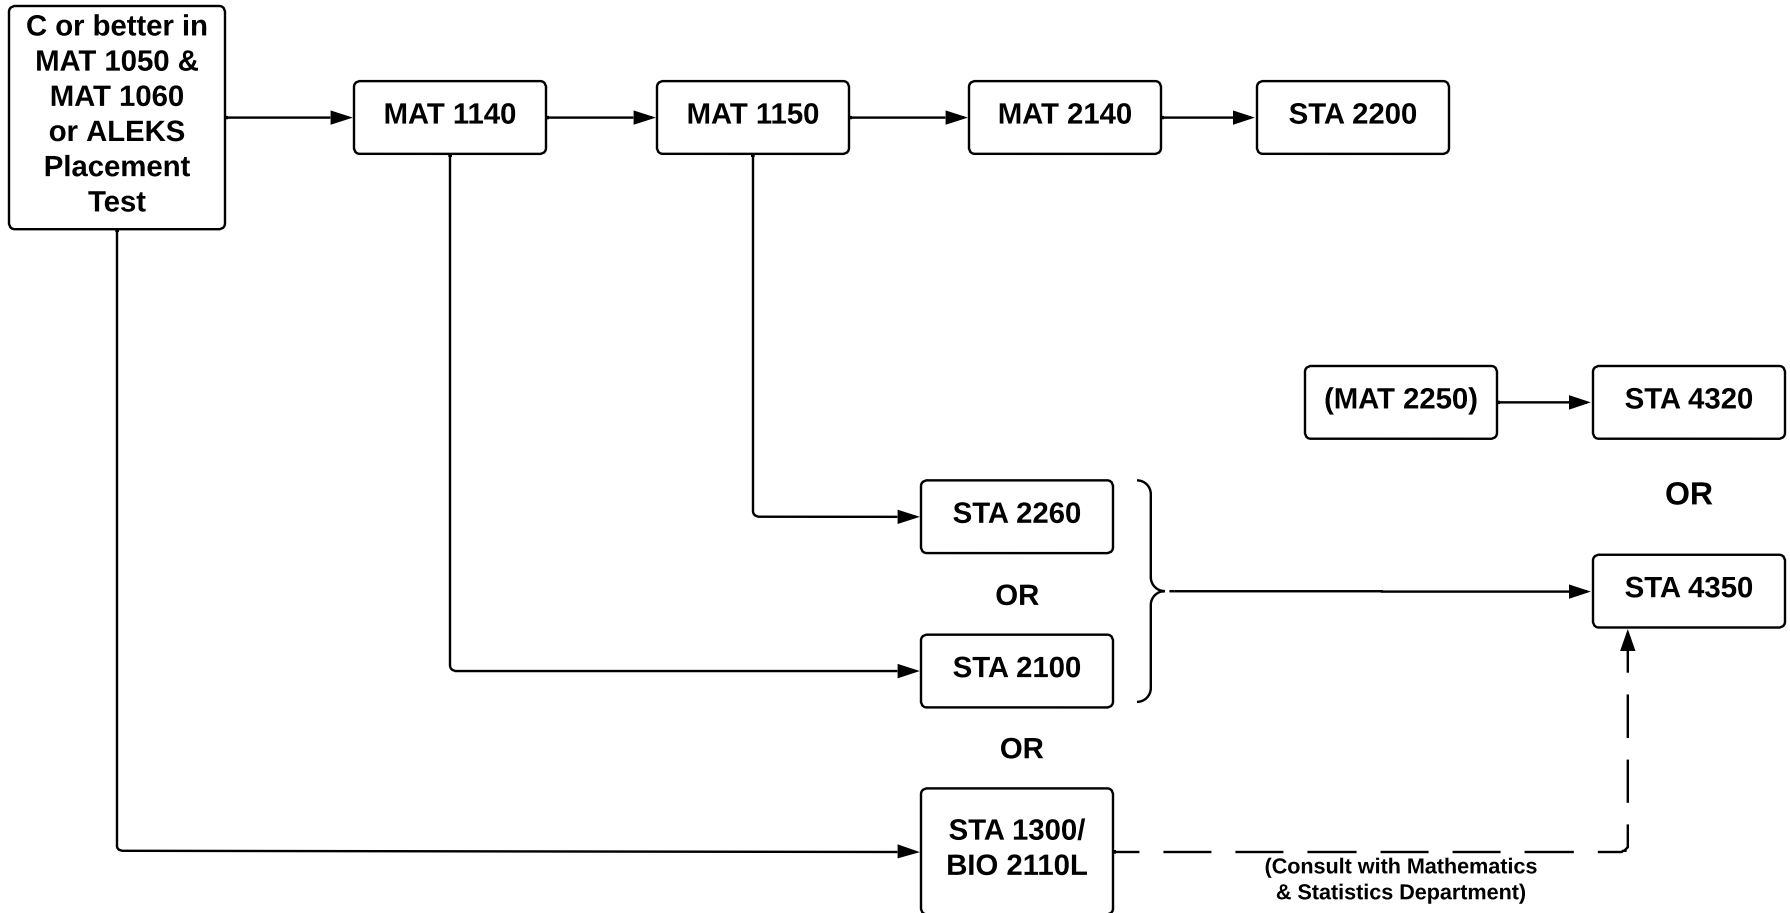 C or better in
MAT 1050 &
MAT 1060
or ALEKS
Placement
Test
MAT 1140
MAT 1150
MAT 2140
STA 2200
(MAT 2250)
STA 4320
OR
STA 2260
OR
STA 4350
STA 2100
OR
STA 1300/
BIO 2110L
(Consult with Mathematics
& Statistics Department)